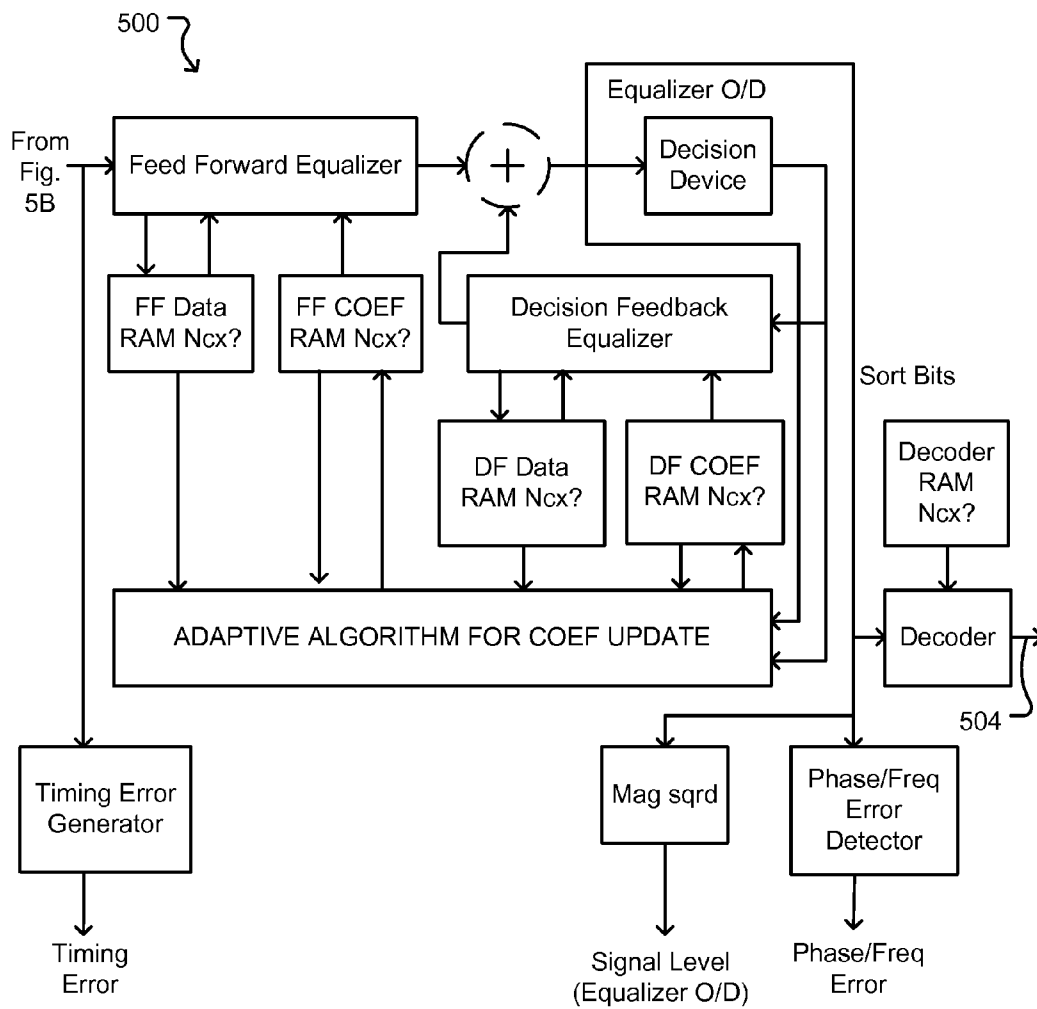 500
Equalizer O/D
From
Fig.
5B
Feed Forward Equalizer
+
Decision
Device
FF Data
RAM Ncx?
FF COEF
RAM Ncx?
Decision Feedback
Equalizer
Sort Bits
DF Data
RAM Ncx?
DF COEF
RAM Ncx?
Decoder
RAM
Ncx?
ADAPTIVE ALGORITHM FOR COEF UPDATE
Decoder
504
Timing Error
Generator
Mag sqrd
Phase/Freq
Error
Detector
Timing
Error
Signal Level
(Equalizer O/D)
Phase/Freq
Error